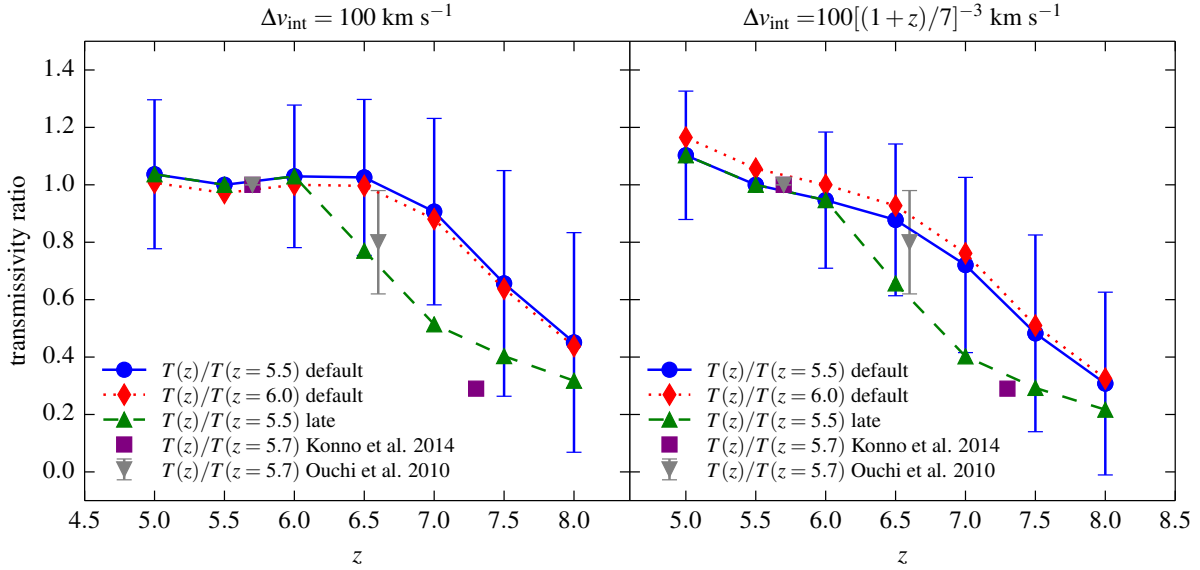 Δv_int = 100 km s⁻¹
Δv_int = 100[(1+z)/7]⁻³ km s⁻¹
transmissivity ratio
1.4
1.2
1.0
0.8
0.6
0.4
0.2
0.0
T(z)/T(z = 5.5) default
T(z)/T(z = 6.0) default
T(z)/T(z = 5.5) late
T(z)/T(z = 5.7) Konno et al. 2014
T(z)/T(z = 5.7) Ouchi et al. 2010
T(z)/T(z = 5.5) default
T(z)/T(z = 6.0) default
T(z)/T(z = 5.5) late
T(z)/T(z = 5.7) Konno et al. 2014
T(z)/T(z = 5.7) Ouchi et al. 2010
4.5 5.0 5.5 6.0 6.5 7.0 7.5 8.0
5.0 5.5 6.0 6.5 7.0 7.5 8.0 8.5
z
z